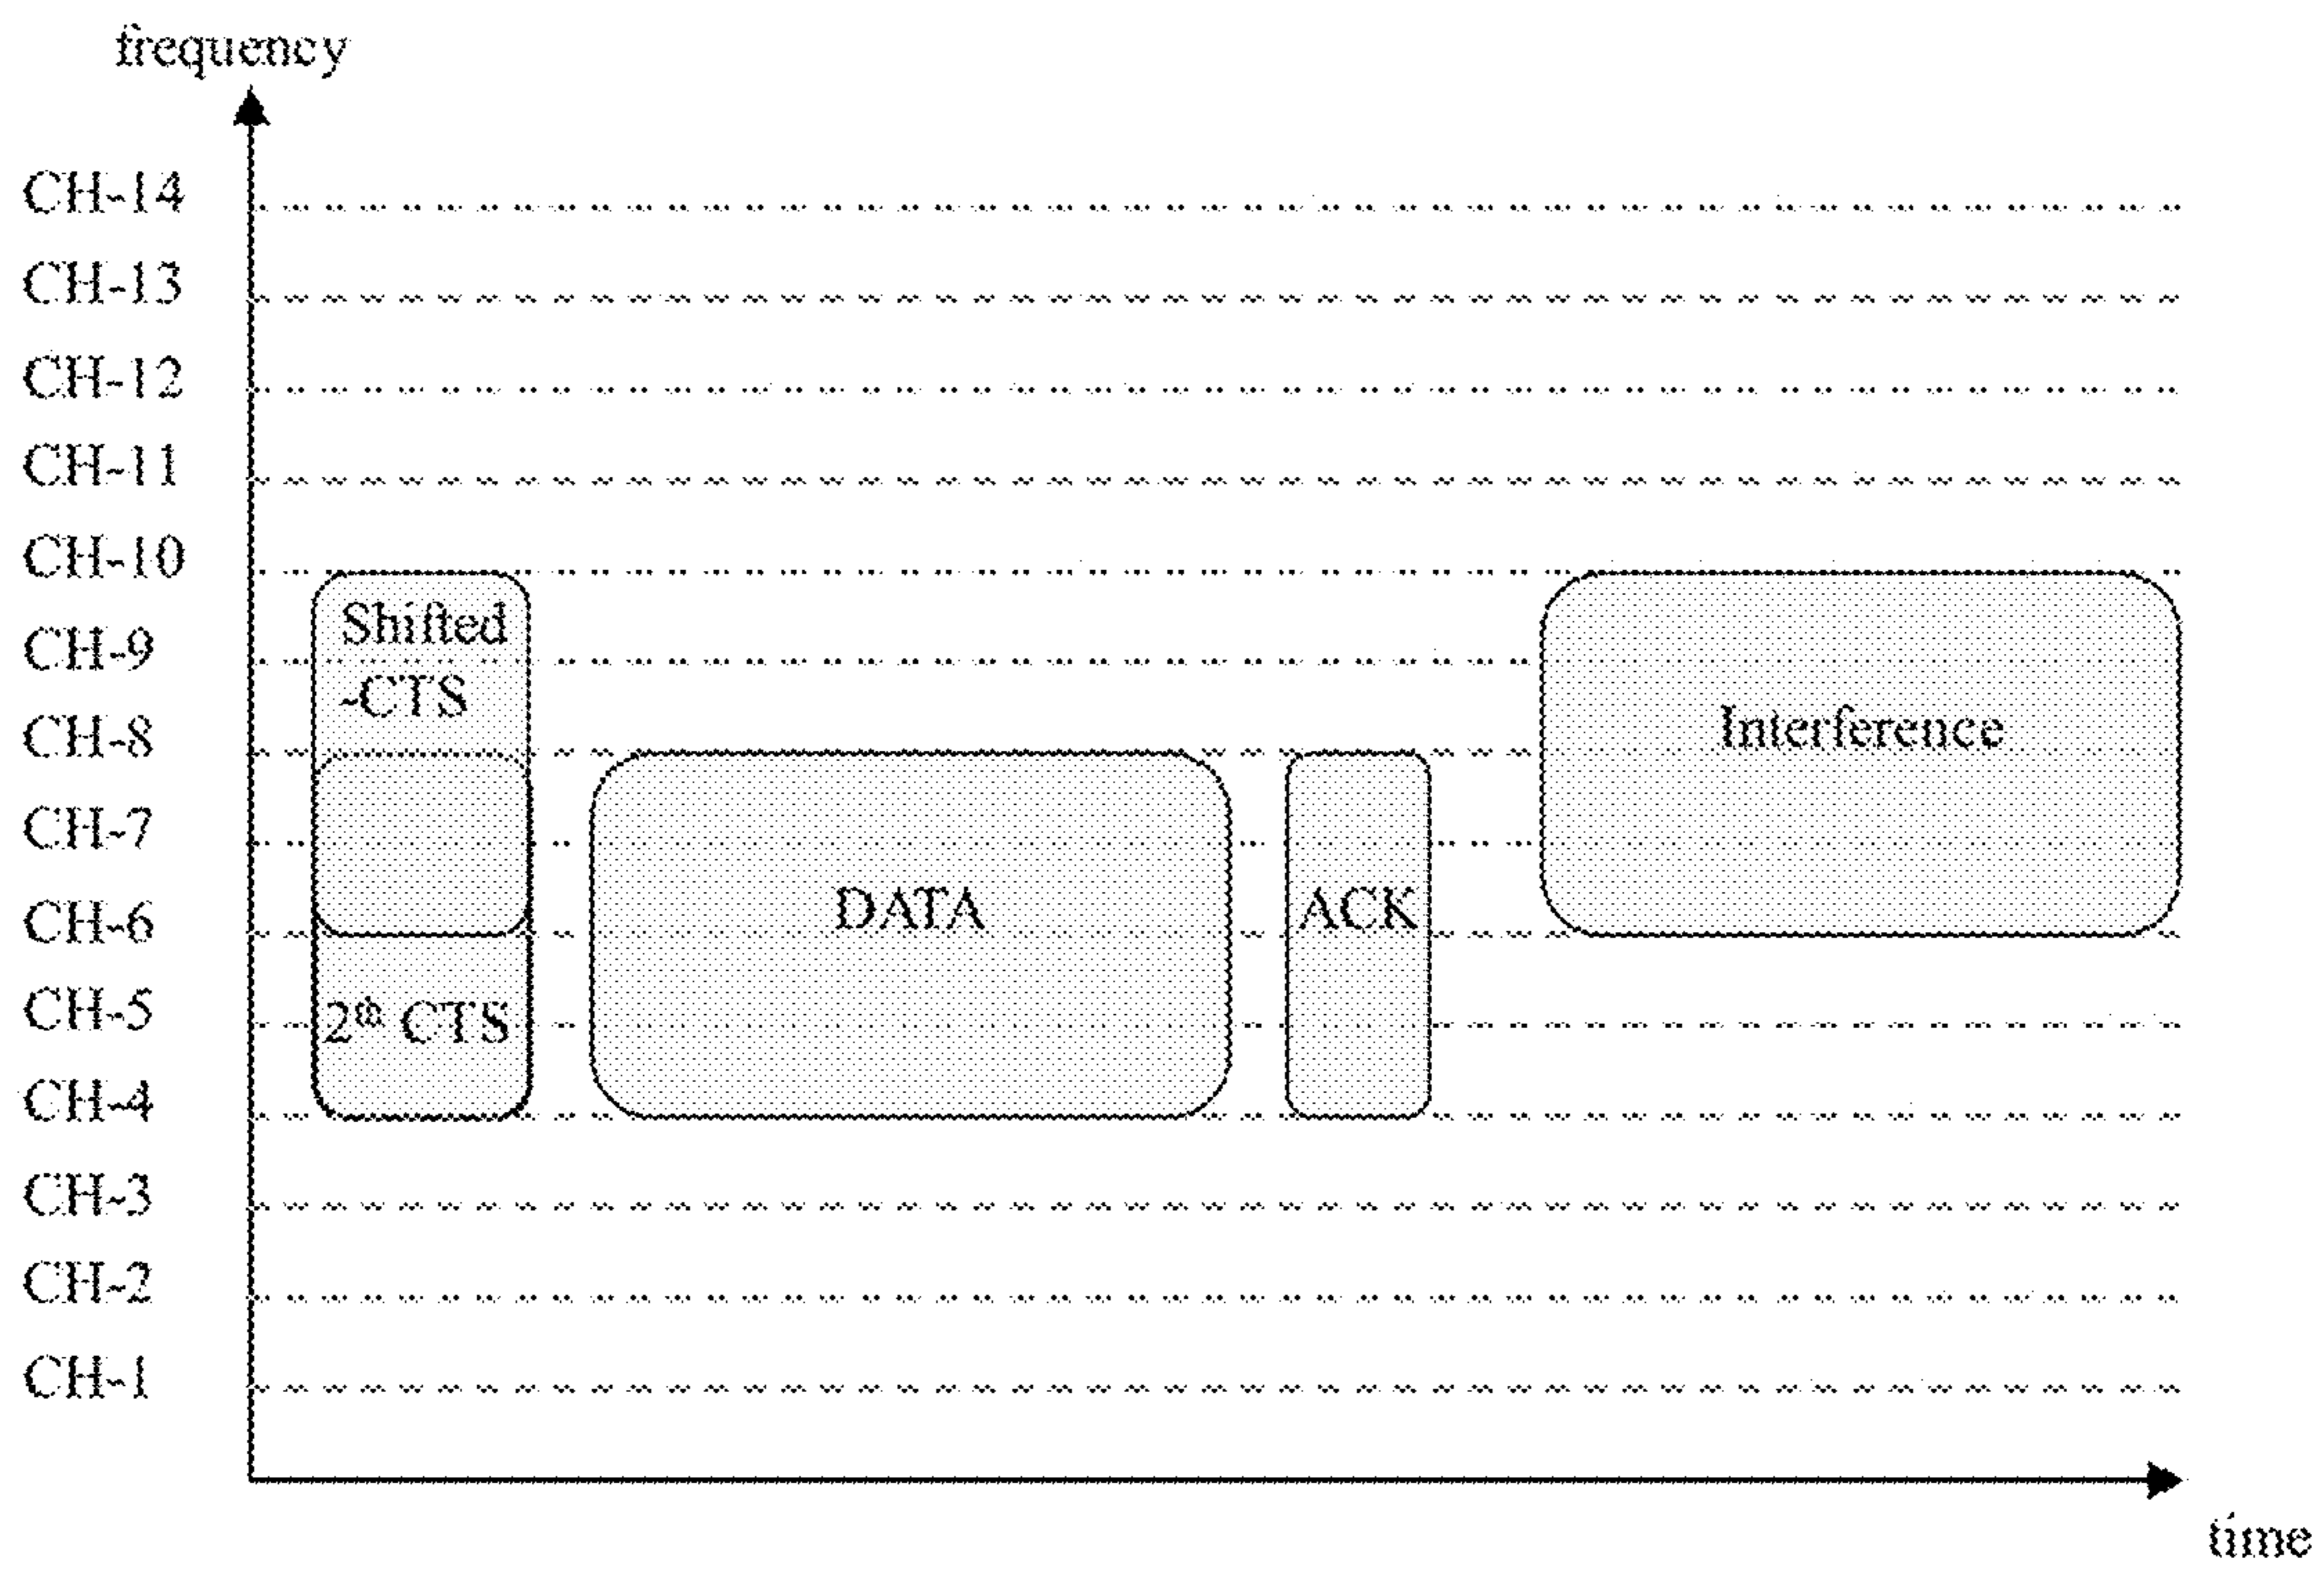 frequency
CH-14
CH-13
CH-12
CH-11
CH-10
CH-9
CH-8
CH-7
CH-6
CH-5
CH-4
CH-3
CH-2
CH-1
Shifted
-CTS
2th CTS
DATA
ACK
Interference
time